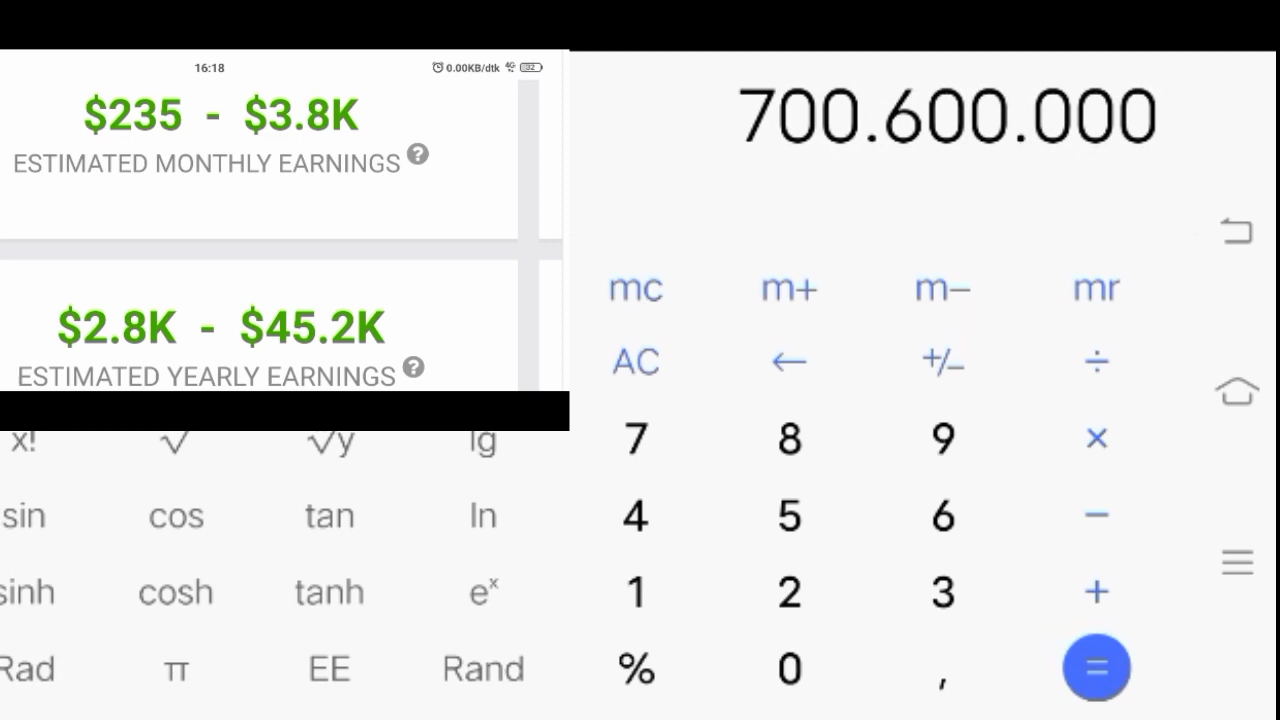 16:18
0.00KB/dtk 4G 32
$235 - $3.8K
ESTIMATED MONTHLY EARNINGS ?
$2.8K - $45.2K
ESTIMATED YEARLY EARNINGS ?
700.600.000
mc m+ m− mr
AC ← +/− ÷
x! √ √y lg 7 8 9 ×
sin cos tan ln 4 5 6 −
sinh cosh tanh eˣ 1 2 3 +
Rad π EE Rand % 0 , =